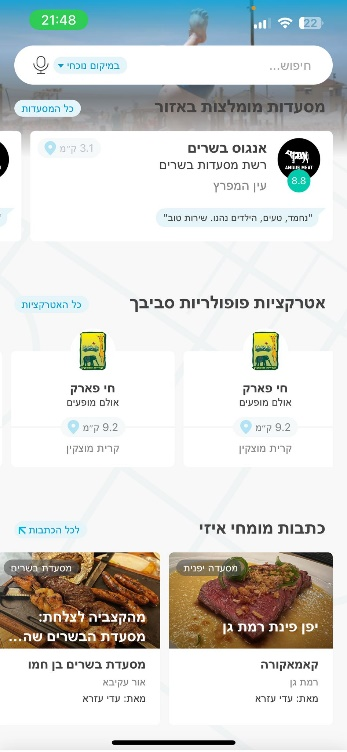 21:48
22
חיפוש...
במיקום נוכחי
מסעדות מומלצות באזור
כל המסעדות
אנגוס בשרים
3.1 ק״מ
רשת מסעדות בשרים
עין המפרץ
ANGUS MEAT
8.8
"נחמד, טעים, הילדים נהנו. שירות טוב"
אטרקציות פופולריות סביבך
כל האטרקציות
חי פארק
אולם מופעים
9.2 ק״מ
קרית מוצקין
חי פארק
אולם מופעים
9.2 ק״מ
קרית מוצקין
כתבות מומחי איזי
לכל הכתבות
מסעדה יפנית
יפן פינת רמת גן
קאמאקורה
רמת גן
מאת: עדי עזרא
מסעדת בשרים
מהקצביה לצלחת:
מסעדת הבשרים שה...
מסעדת בשרים בן חמו
אור עקיבא
מאת: עדי עזרא